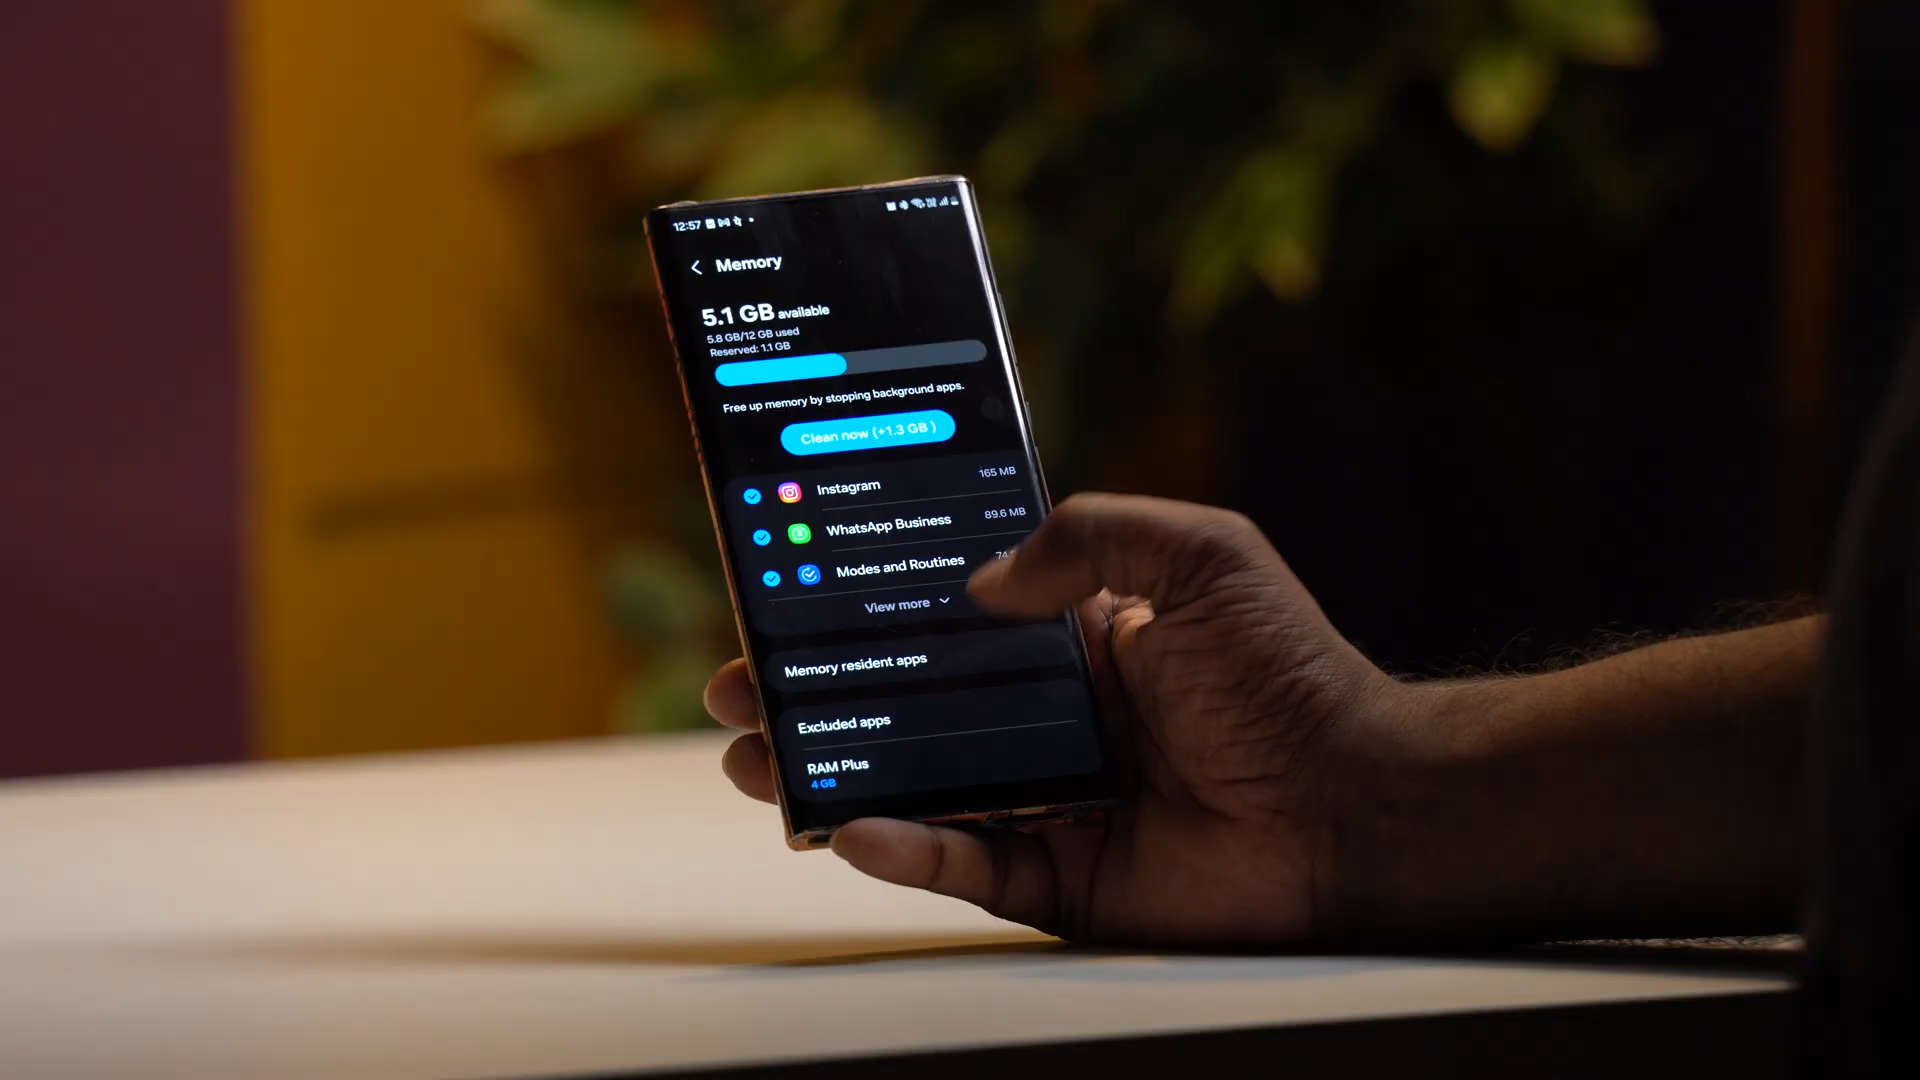 12:57
Memory
5.1 GB available
5.8 GB/12 GB used
Reserved: 1.1 GB
Free up memory by stopping background apps.
Clean now (+1.3 GB )
Instagram 165 MB
WhatsApp Business 89.6 MB
Modes and Routines
View more
Memory resident apps
Excluded apps
RAM Plus
4 GB